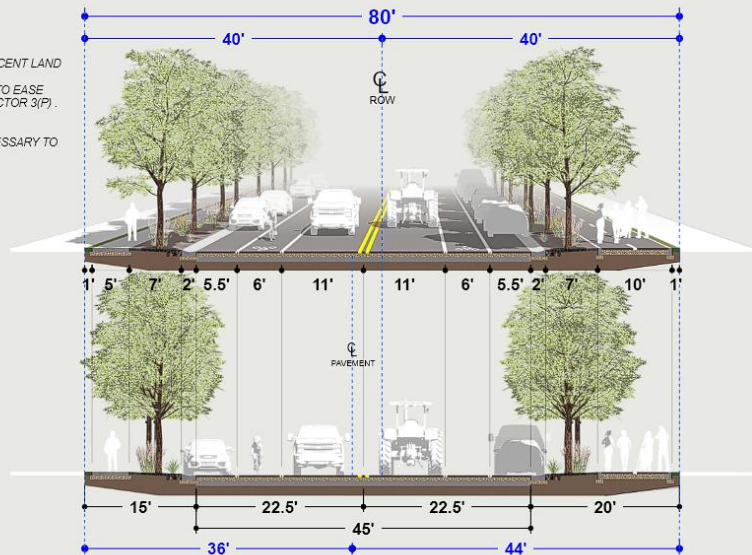 80'
40' 40'
CENT LAND
TO EASE
CTOR 3(P) .
SSARY TO
CL
ROW
1' 5' 7' 2' 5.5' 6' 11' 11' 6' 5.5' 2' 7' 10' 1'
CL
PAVEMENT
15' 22.5' 22.5' 20'
45'
36' 44'